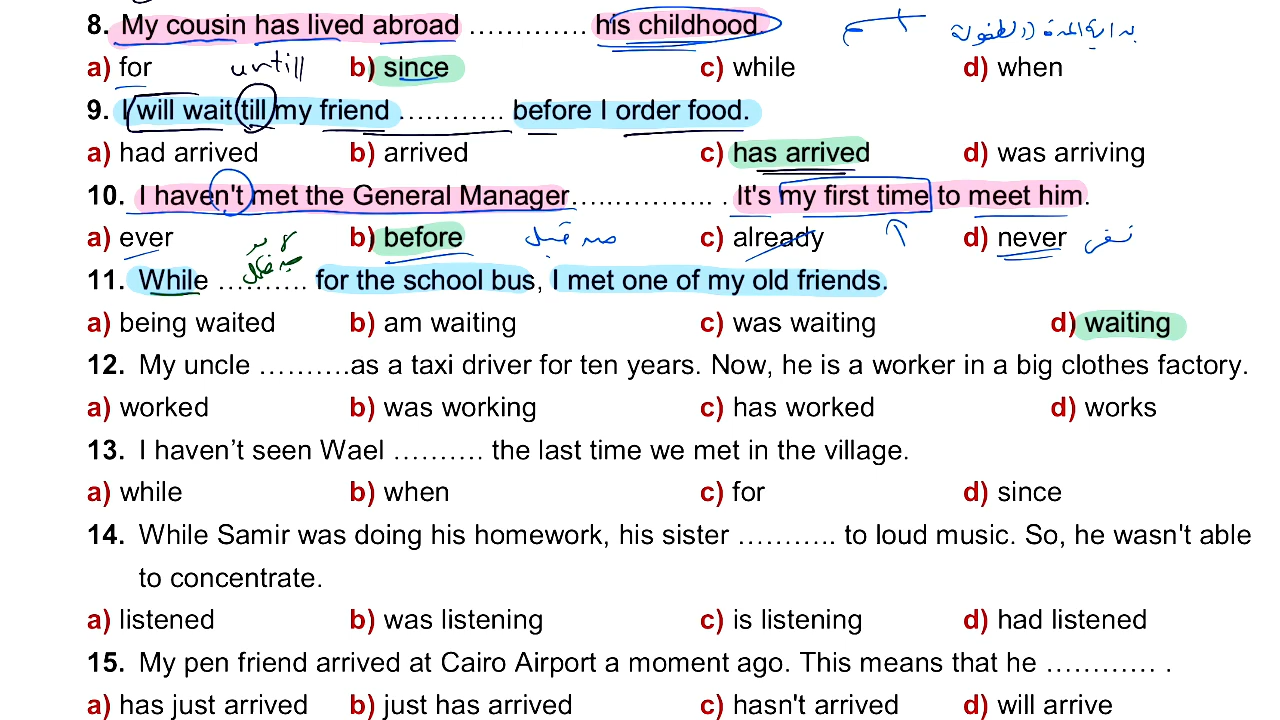 8. My cousin has lived abroad …………. his childhood.
بداية المدة الطفولة
a) for untill b) since c) while d) when
9. I will wait till my friend …………. before I order food.
a) had arrived b) arrived c) has arrived d) was arriving
10. I haven't met the General Manager…………….. . It's my first time to meet him.
a) ever b) before من قبل c) already d) never نفى
11. While ………. for the school bus, I met one of my old friends.
a) being waited b) am waiting c) was waiting d) waiting
12. My uncle ……….as a taxi driver for ten years. Now, he is a worker in a big clothes factory.
a) worked b) was working c) has worked d) works
13. I haven’t seen Wael ………. the last time we met in the village.
a) while b) when c) for d) since
14. While Samir was doing his homework, his sister ……….. to loud music. So, he wasn't able
to concentrate.
a) listened b) was listening c) is listening d) had listened
15. My pen friend arrived at Cairo Airport a moment ago. This means that he ………… .
a) has just arrived b) just has arrived c) hasn't arrived d) will arrive